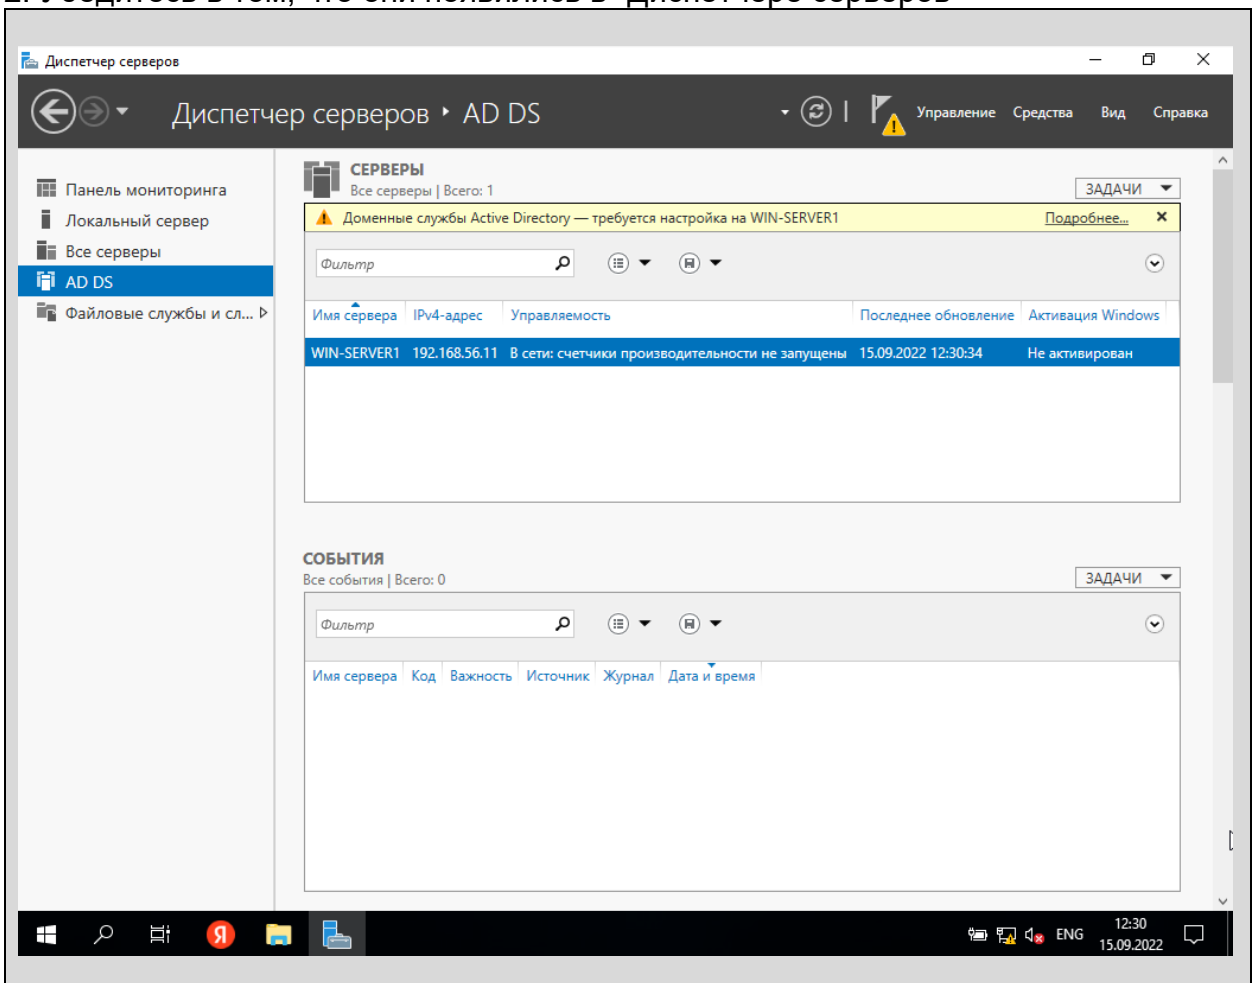 Диспетчер серверов
Диспетчер серверов ‣ AD DS
Управление Средства Вид Справка
Панель мониторинга
Локальный сервер
Все серверы
AD DS
Файловые службы и сл...
СЕРВЕРЫ
Все серверы | Всего: 1
ЗАДАЧИ
Доменные службы Active Directory — требуется настройка на WIN-SERVER1 Подробнее...
Фильтр
Имя сервера IPv4-адрес Управляемость Последнее обновление Активация Windows
WIN-SERVER1 192.168.56.11 В сети: счетчики производительности не запущены 15.09.2022 12:30:34 Не активирован
СОБЫТИЯ
Все события | Всего: 0
ЗАДАЧИ
Фильтр
Имя сервера Код Важность Источник Журнал Дата и время
Я
ENG
12:30
15.09.2022